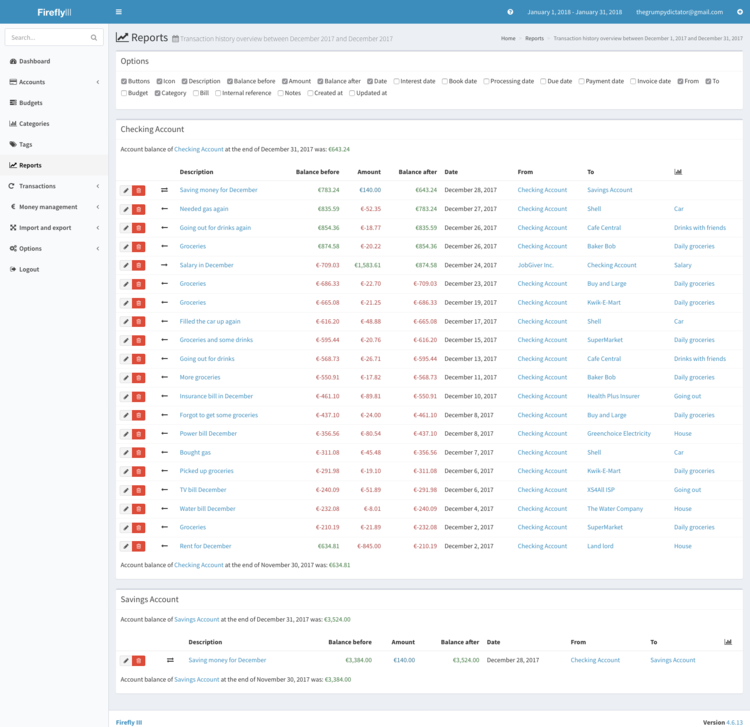 FireflyIII
January 1, 2018 - January 31, 2018 thegrumpydictator@gmail.com
Search...
Dashboard
Accounts
Budgets
Categories
Tags
Reports
Transactions
€ Money management
Import and export
Options
Logout
Reports Transaction history overview between December 2017 and December 2017
Home Reports Transaction history overview between December 1, 2017 and December 31, 2017
Options
Buttons Icon Description Balance before Amount Balance after Date Interest date Book date Processing date Due date Payment date Invoice date From To
Budget Category Bill Internal reference Notes Created at Updated at
Checking Account
Account balance of Checking Account at the end of December 31, 2017 was: €643.24
Description Balance before Amount Balance after Date From To
Saving money for December €783.24 €140.00 €643.24 December 28, 2017 Checking Account Savings Account
Needed gas again €835.59 €-52.35 €783.24 December 27, 2017 Checking Account Shell Car
Going out for drinks again €854.36 €-18.77 €835.59 December 26, 2017 Checking Account Cafe Central Drinks with friends
Groceries €874.58 €-20.22 €854.36 December 26, 2017 Checking Account Baker Bob Daily groceries
Salary in December €-709.03 €1,583.61 €874.58 December 24, 2017 JobGiver Inc. Checking Account Salary
Groceries €-686.33 €-22.70 €-709.03 December 23, 2017 Checking Account Buy and Large Daily groceries
Groceries €-665.08 €-21.25 €-686.33 December 19, 2017 Checking Account Kwik-E-Mart Daily groceries
Filled the car up again €-616.20 €-48.88 €-665.08 December 17, 2017 Checking Account Shell Car
Groceries and some drinks €-595.44 €-20.76 €-616.20 December 15, 2017 Checking Account SuperMarket Daily groceries
Going out for drinks €-568.73 €-26.71 €-595.44 December 13, 2017 Checking Account Cafe Central Drinks with friends
More groceries €-550.91 €-17.82 €-568.73 December 11, 2017 Checking Account Baker Bob Daily groceries
Insurance bill in December €-461.10 €-89.81 €-550.91 December 10, 2017 Checking Account Health Plus Insurer Going out
Forgot to get some groceries €-437.10 €-24.00 €-461.10 December 8, 2017 Checking Account Buy and Large Daily groceries
Power bill December €-356.56 €-80.54 €-437.10 December 8, 2017 Checking Account Greenchoice Electricity House
Bought gas €-311.08 €-45.48 €-356.56 December 7, 2017 Checking Account Shell Car
Picked up groceries €-291.98 €-19.10 €-311.08 December 6, 2017 Checking Account Kwik-E-Mart Daily groceries
TV bill December €-240.09 €-51.89 €-291.98 December 6, 2017 Checking Account XS4All ISP Going out
Water bill December €-232.08 €-8.01 €-240.09 December 4, 2017 Checking Account The Water Company House
Groceries €-210.19 €-21.89 €-232.08 December 2, 2017 Checking Account SuperMarket Daily groceries
Rent for December €634.81 €-845.00 €-210.19 December 2, 2017 Checking Account Land lord House
Account balance of Checking Account at the end of November 30, 2017 was: €634.81
Savings Account
Account balance of Savings Account at the end of December 31, 2017 was: €3,524.00
Description Balance before Amount Balance after Date From To
Saving money for December €3,384.00 €140.00 €3,524.00 December 28, 2017 Checking Account Savings Account
Account balance of Savings Account at the end of November 30, 2017 was: €3,384.00
Firefly III Version 4.6.13